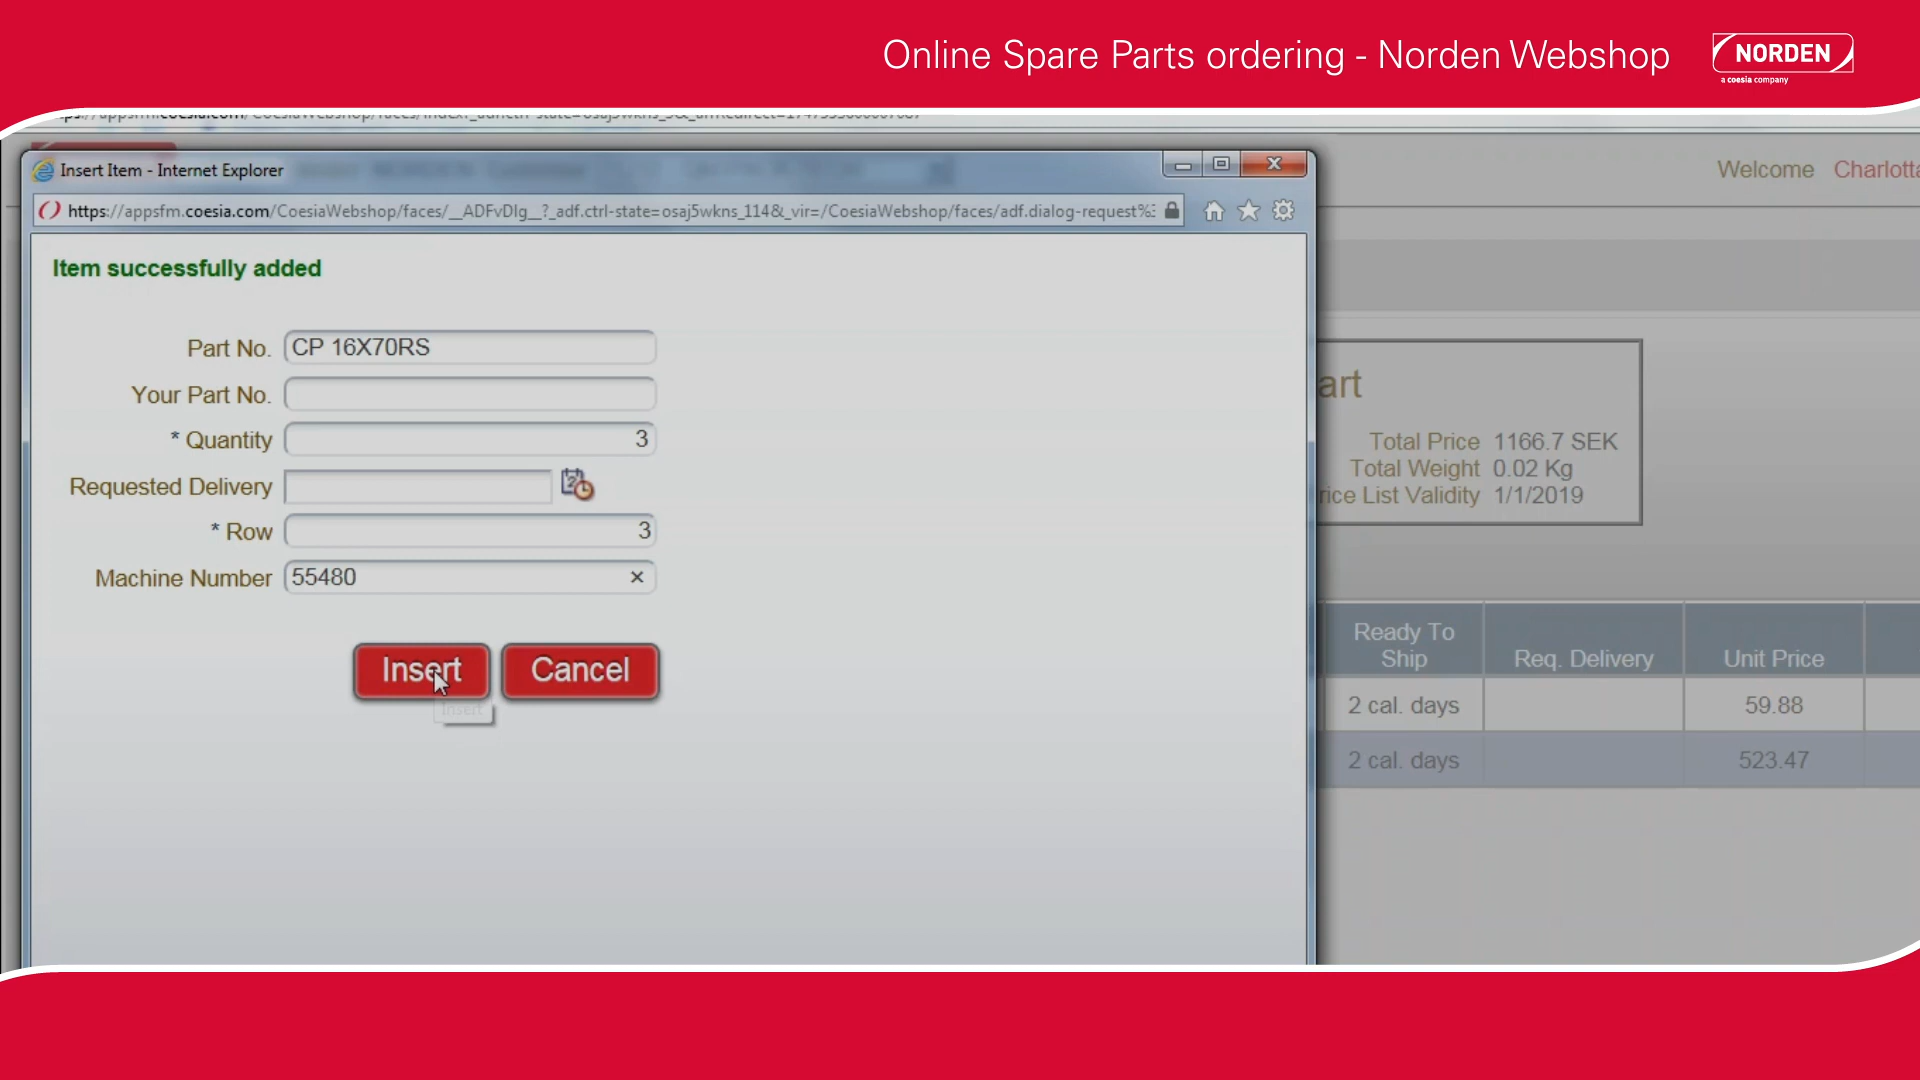 Online Spare Parts ordering - Norden Webshop
NORDEN
a coesia company
Insert Item - Internet Explorer
https://appsfm.coesia.com/CoesiaWebshop/faces/__ADFvDlg__?_adf.ctrl-state=osaj5wkns_114&_vir=/CoesiaWebshop/faces/adf.dialog-request%
Welcome Charlotta
Item successfully added
Part No. CP 16X70RS
Your Part No.
* Quantity 3
Requested Delivery
* Row 3
Machine Number 55480
Insert Cancel
Insert
art
Total Price 1166.7 SEK
Total Weight 0.02 Kg
rice List Validity 1/1/2019
Ready To Ship Req. Delivery Unit Price
2 cal. days 59.88
2 cal. days 523.47